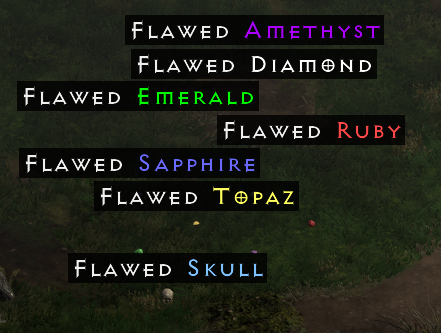 Flawed Amethyst
Flawed Diamond
Flawed Emerald
Flawed Ruby
Flawed Sapphire
Flawed Topaz
Flawed Skull